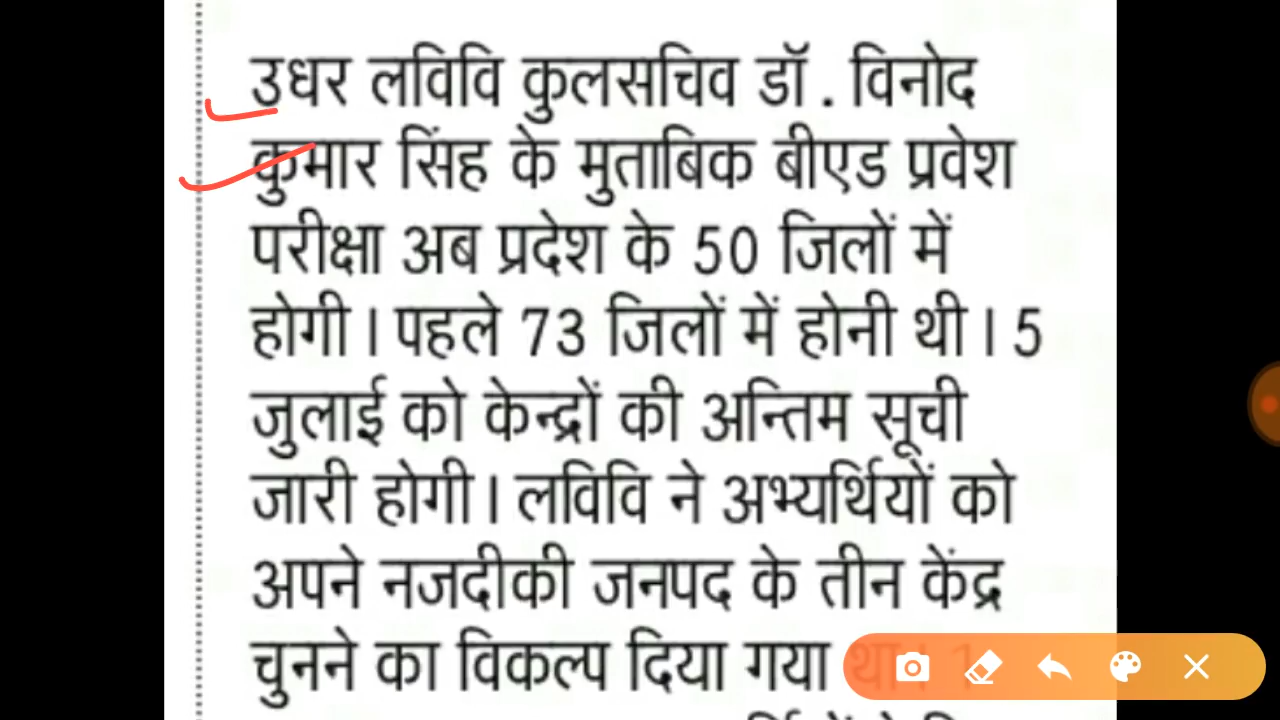 उधर लविवि कुलसचिव डॉ . विनोद
कुमार सिंह के मुताबिक बीएड प्रवेश
परीक्षा अब प्रदेश के 50 जिलों में
होगी । पहले 73 जिलों में होनी थी । 5
जुलाई को केन्द्रों की अन्तिम सूची
जारी होगी । लविवि ने अभ्यर्थियों को
अपने नजदीकी जनपद के तीन केंद्र
चुनने का विकल्प दिया गया था ।